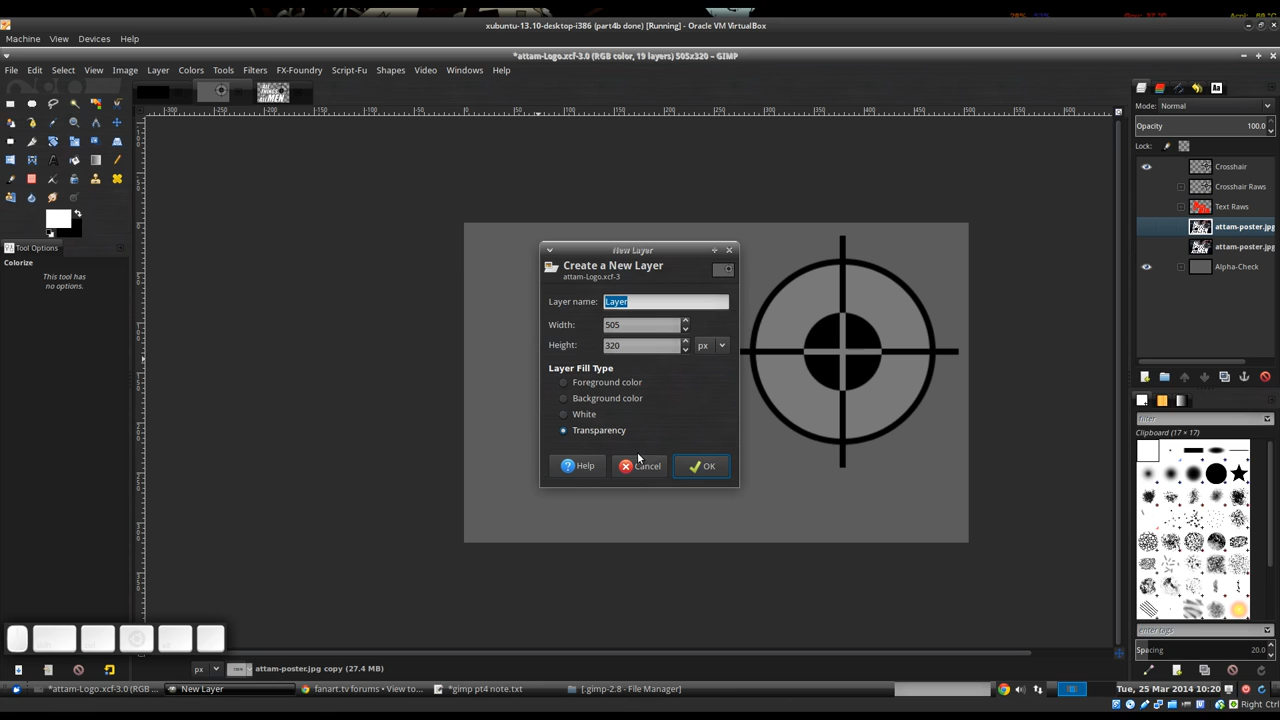 xubuntu-13.10-desktop-i386 (part4b done) [Running] - Oracle VM VirtualBox
Machine View Devices Help
*attam-Logo.xcf-3.0 (RGB color, 19 layers) 505x320 – GIMP
File Edit Select View Image Layer Colors Tools Filters FX-Foundry Script-Fu Shapes Video Windows Help
Mode: Normal
Opacity 100.0
Lock:
Crosshair
Crosshair Raws
Text Raws
attam-poster.jpg
attam-poster.jpg
Alpha-Check
Tool Options
Colorize
This tool has
no options.
New Layer
Create a New Layer
attam-Logo.xcf-3
Layer name: Layer
Width: 505
Height: 320 px
Layer Fill Type
Foreground color
Background color
White
Transparency
Help Cancel OK
filter
Clipboard (17 × 17)
enter tags
Spacing 20.0
px attam-poster.jpg copy (27.4 MB)
*attam-Logo.xcf-3.0 (RGB ... New Layer fanart.tv forums • View to... *gimp pt4 note.txt [.gimp-2.8 - File Manager] Tue, 25 Mar 2014 10:20
Right Ctrl